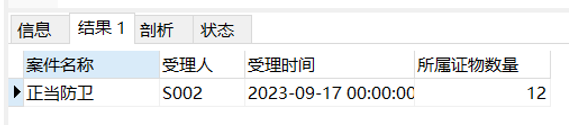 信息 结果 1 剖析 状态
案件名称 受理人 受理时间 所属证物数量
正当防卫 S002 2023-09-17 00:00:00 12